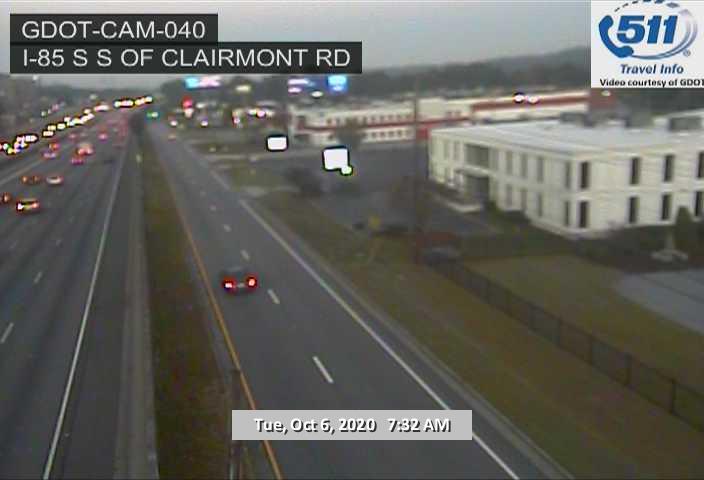 GDOT-CAM-040
I-85 S S OF CLAIRMONT RD
511
Travel Info
Video courtesy of GDOT
Tue, Oct 6, 2020 7:32 AM